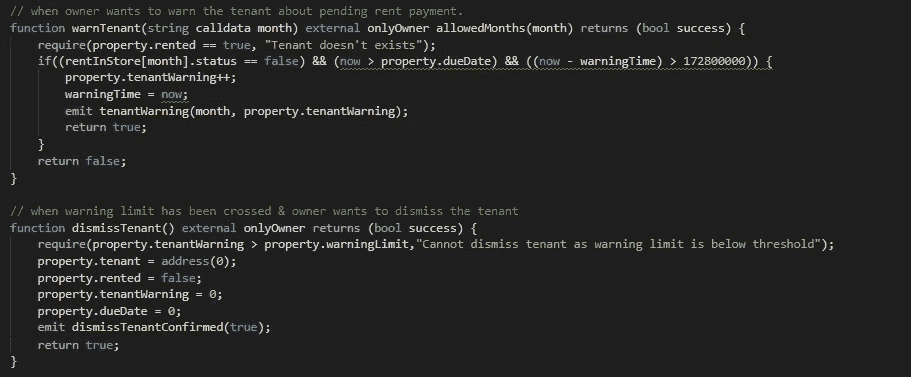 // when owner wants to warn the tenant about pending rent payment.
function warnTenant(string calldata month) external onlyOwner allowedMonths(month) returns (bool success) {
    require(property.rented == true, "Tenant doesn't exists");
    if((rentInStore[month].status == false) && (now > property.dueDate) && ((now - warningTime) > 172800000)) {
        property.tenantWarning++;
        warningTime = now;
        emit tenantWarning(month, property.tenantWarning);
        return true;
    }
    return false;
}
// when warning limit has been crossed & owner wants to dismiss the tenant
function dismissTenant() external onlyOwner returns (bool success) {
    require(property.tenantWarning > property.warningLimit,"Cannot dismiss tenant as warning limit is below threshold");
    property.tenant = address(0);
    property.rented = false;
    property.tenantWarning = 0;
    property.dueDate = 0;
    emit dismissTenantConfirmed(true);
    return true;
}